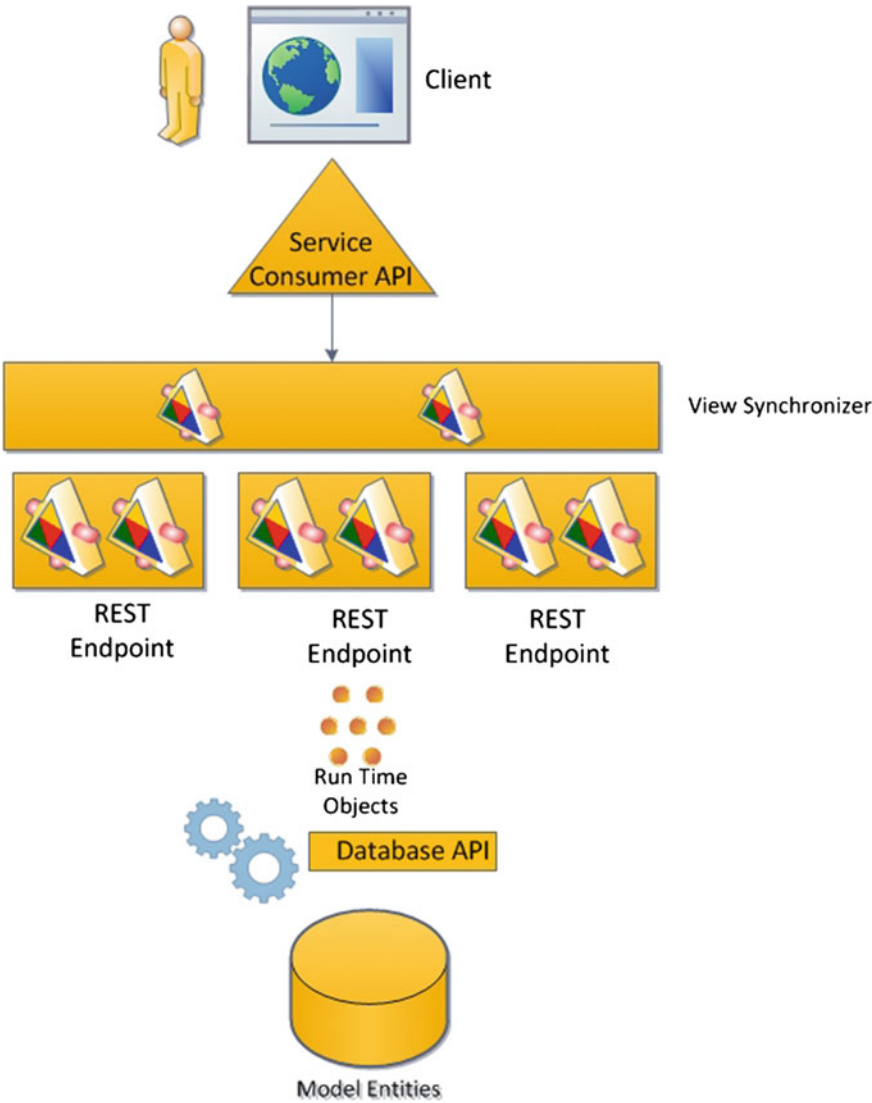 Client
Service
Consumer API
View Synchronizer
REST
Endpoint
REST
Endpoint
REST
Endpoint
Run Time
Objects
Database API
Model Entities